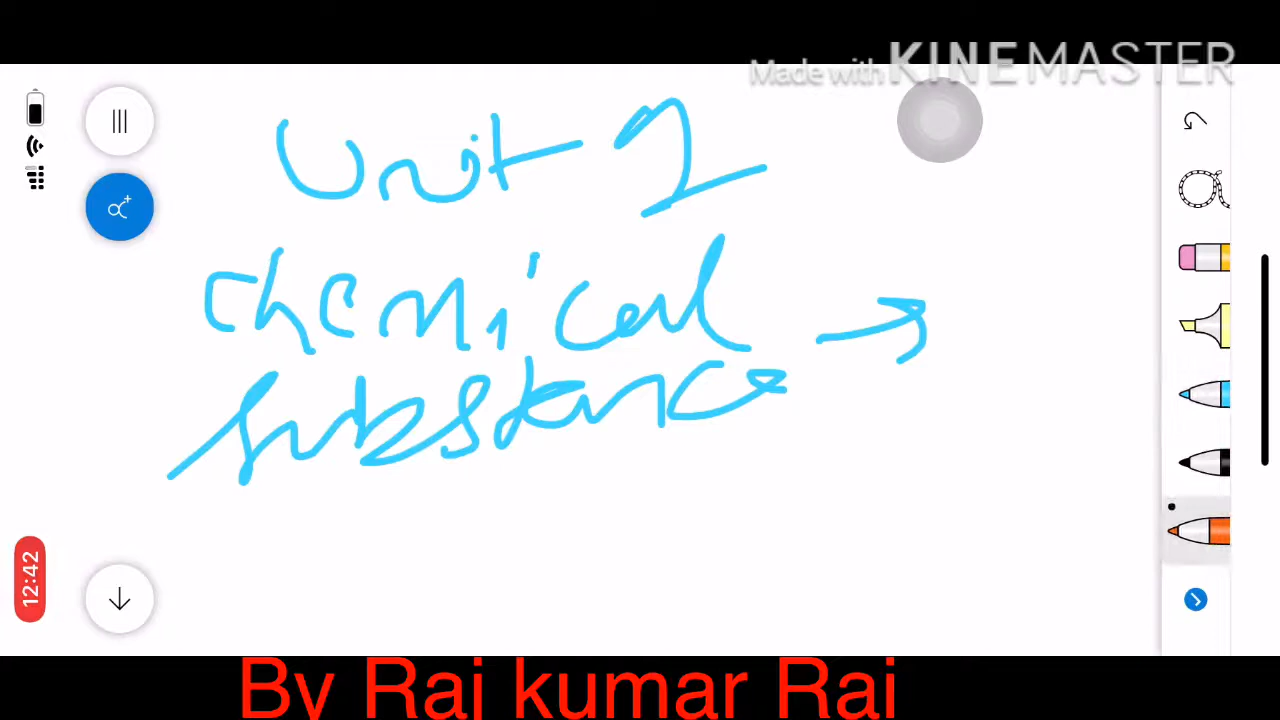 Made with KINEMASTER
Unit 2
chemical
substance →
12:42
By Raj kumar Rai